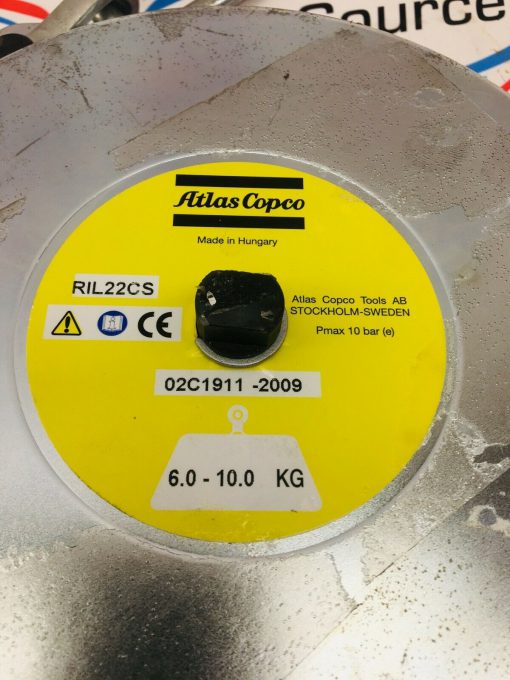 Source
Atlas Copco
Made in Hungary
RIL22CS
Atlas Copco Tools AB
STOCKHOLM-SWEDEN
Pmax 10 bar (e)
CE
02C1911 -2009
6.0 - 10.0 KG